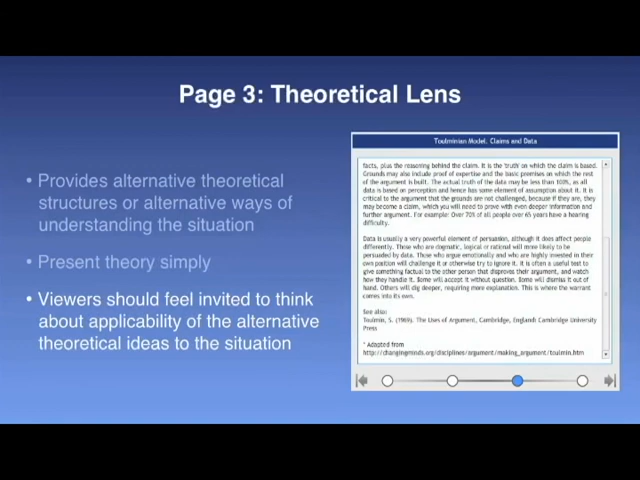 Page 3: Theoretical Lens
• Provides alternative theoretical
structures or alternative ways of
understanding the situation
• Present theory simply
• Viewers should feel invited to think
about applicability of the alternative
theoretical ideas to the situation
Toulminian Model, Claims and Data
facts, plus the reasoning behind the claim. It is the 'truth' on which the claim is based.
Grounds may also include proof of expertise and the basic premises on which the rest
of the argument is built. The actual truth of the data may be less than 100%, as all
data is based on perception and hence has some element of assumption about it. It is
critical to the argument that the grounds are not challenged, because if they are, they
may become a claim, which you will need to prove with even deeper information and
further argument. For example: Over 70% of all people over 65 years have a hearing
difficulty.
Data is usually a very powerful element of persuasion, although it does affect people
differently. Those who are dogmatic, logical or rational will more likely to be
persuaded by data. Those who argue emotionally and who are highly invested in their
own position will challenge it or otherwise try to ignore it. It is often a useful test to
give something factual to the other person that disproves their argument, and watch
how they handle it. Some will accept it without question. Some will dismiss it out of
hand. Others will dig deeper, requiring more explanation. This is where the warrant
comes into its own.
See also:
Toulmin, S. (1969). The Uses of Argument, Cambridge, England: Cambridge University
Press
* Adapted from
http://changingminds.org/disciplines/argument/making_argument/toulmin.htm